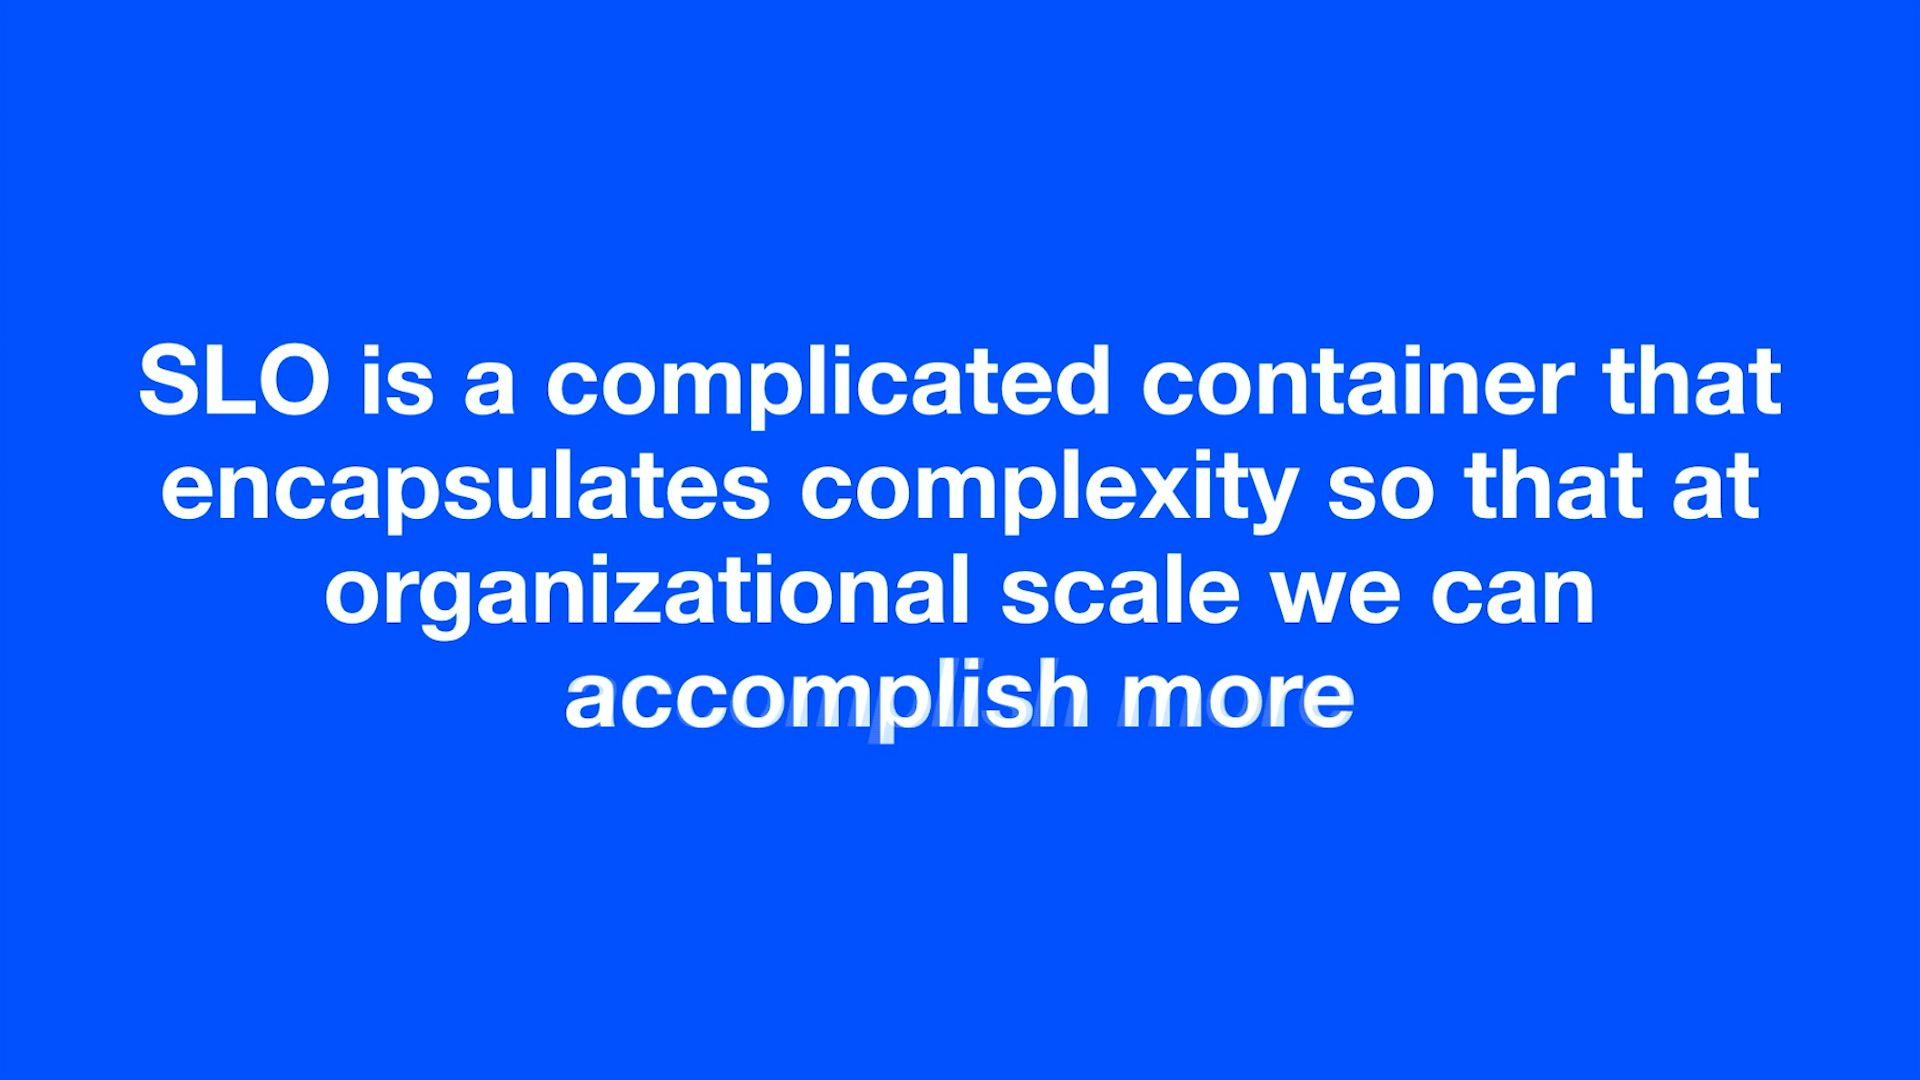 SLO is a complicated container that
encapsulates complexity so that at
organizational scale we can
accomplish more